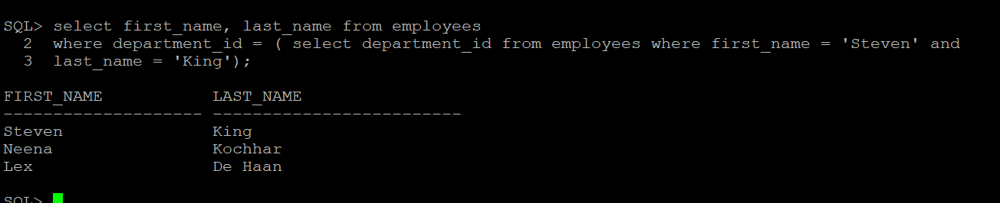 SQL> select first_name, last_name from employees
2 where department_id = ( select department_id from employees where first_name = 'Steven' and
3 last_name = 'King');
FIRST_NAME LAST_NAME
-------------------- -------------------------
Steven King
Neena Kochhar
Lex De Haan
SQL>